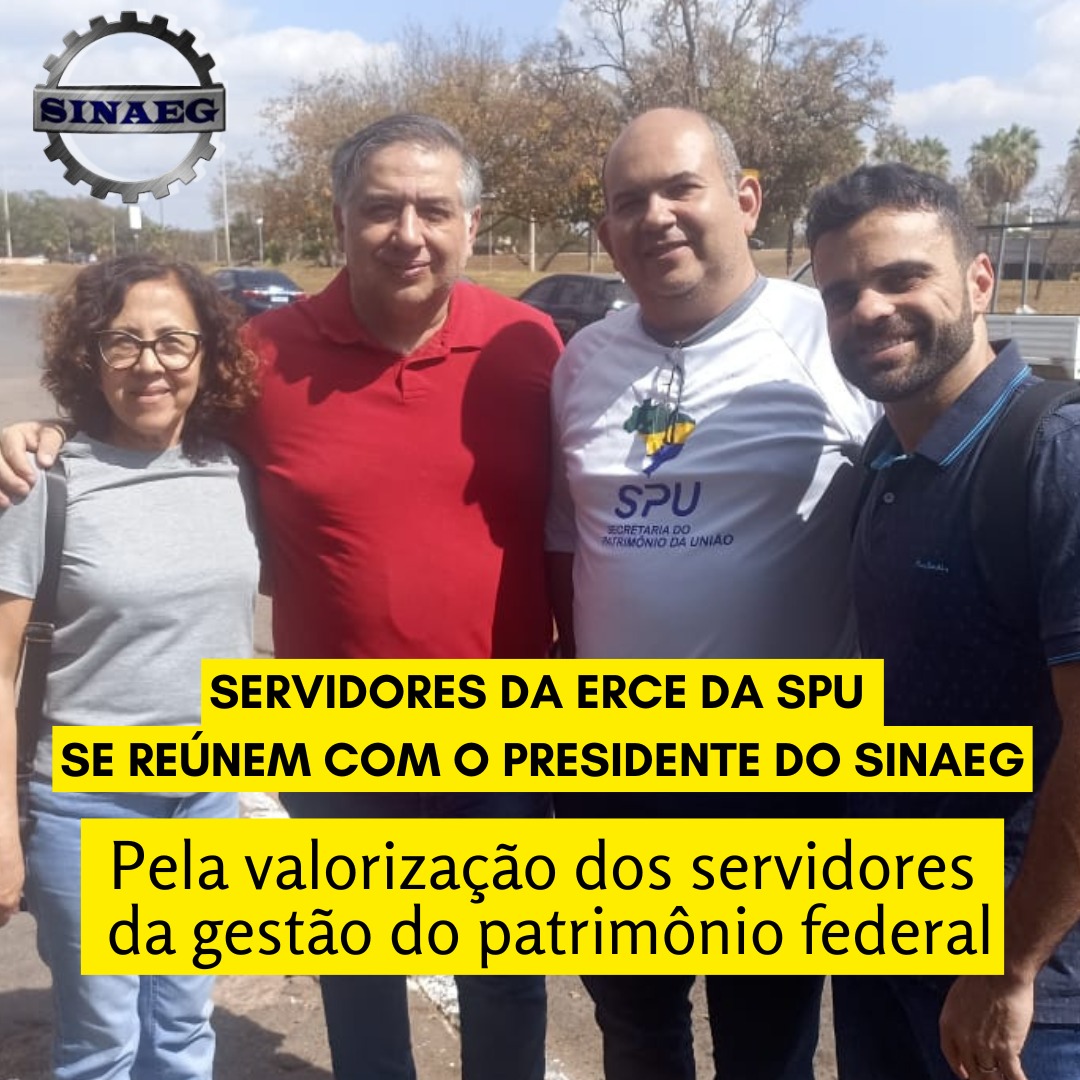 SINAEG
SPU
SECRETARIA DO
PATRIMÔNIO DA UNIÃO
SERVIDORES DA ERCE DA SPU
SE REÚNEM COM O PRESIDENTE DO SINAEG
Pela valorização dos servidores
da gestão do patrimônio federal